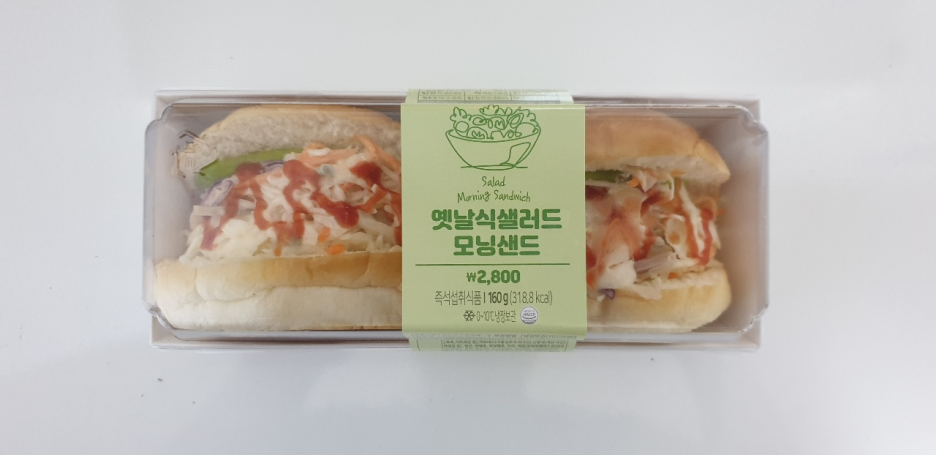 Salad
Morning Sandwich
옛날식샐러드
모닝샌드
₩2,800
즉석섭취식품 | 160g (318.8 kcal)
0~10℃냉장보관